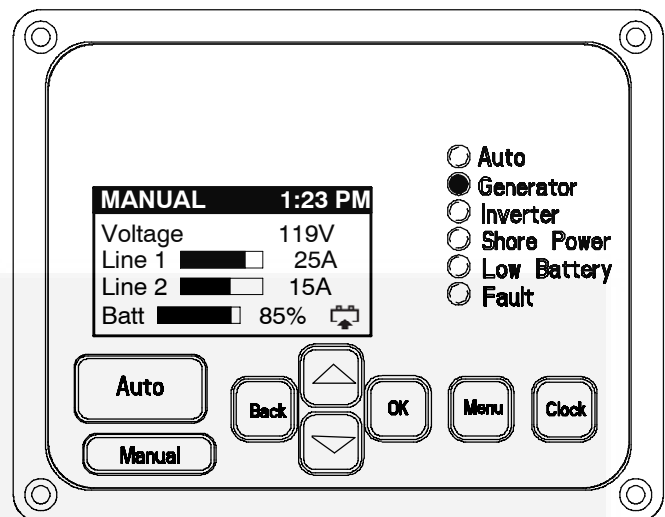 MANUAL 1:23 PM
Voltage 119V
Line 1 25A
Line 2 15A
Batt 85%
Auto
Generator
Inverter
Shore Power
Low Battery
Fault
Auto
Manual
Back
OK
Menu
Clock